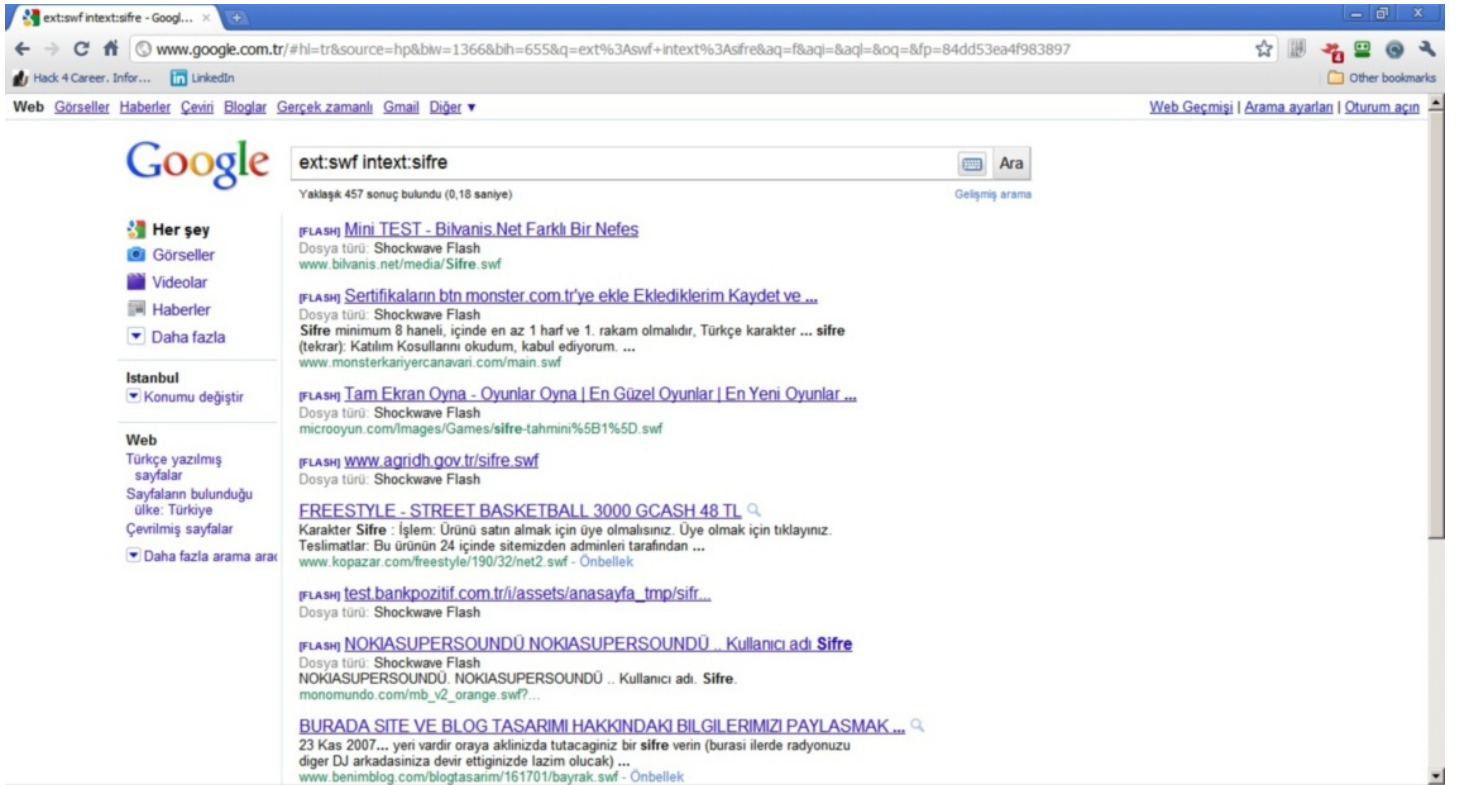 ext:swf intext:sifre - Googl...
www.google.com.tr/#hl=tr&source=hp&biw=1366&bih=655&q=ext%3Aswf+intext%3Asifre&aq=f&aqi=&aql=&oq=&fp=84dd53ea4f983897
Hack 4 Career. Infor... LinkedIn Other bookmarks
Web Görseller Haberler Çeviri Bloglar Gerçek zamanlı Gmail Diğer ▼ Web Geçmişi | Arama ayarları | Oturum açın
Google
ext:swf intext:sifre Ara
Yaklaşık 457 sonuç bulundu (0,18 saniye) Gelişmiş arama
Her şey
Görseller
Videolar
Haberler
Daha fazla
Istanbul
Konumu değiştir
Web
Türkçe yazılmış
sayfalar
Sayfaların bulunduğu
ülke: Türkiye
Çevrilmiş sayfalar
Daha fazla arama arac
[FLASH] Mini TEST - Bilvanis.Net Farklı Bir Nefes
Dosya türü: Shockwave Flash
www.bilvanis.net/media/Sifre.swf
[FLASH] Sertifikaların btn monster.com.tr'ye ekle Eklediklerim Kaydet ve ...
Dosya türü: Shockwave Flash
Sifre minimum 8 haneli, içinde en az 1 harf ve 1. rakam olmalıdır, Türkçe karakter ... sifre
(tekrar): Katılım Kosullarını okudum, kabul ediyorum. ...
www.monsterkariyercanavari.com/main.swf
[FLASH] Tam Ekran Oyna - Oyunlar Oyna | En Güzel Oyunlar | En Yeni Oyunlar ...
Dosya türü: Shockwave Flash
microoyun.com/Images/Games/sifre-tahmini%5B1%5D.swf
[FLASH] www.agridh.gov.tr/sifre.swf
Dosya türü: Shockwave Flash
FREESTYLE - STREET BASKETBALL 3000 GCASH 48 TL
Karakter Sifre : İşlem: Ürünü satın almak için üye olmalısınız. Üye olmak için tıklayınız.
Teslimatlar: Bu ürünün 24 içinde sitemizden adminleri tarafından ...
www.kopazar.com/freestyle/190/32/net2.swf - Önbellek
[FLASH] test.bankpozitif.com.tr/i/assets/anasayfa_tmp/sifr...
Dosya türü: Shockwave Flash
[FLASH] NOKIASUPERSOUNDÜ NOKIASUPERSOUNDÜ .. Kullanıcı adı Sifre
Dosya türü: Shockwave Flash
NOKIASUPERSOUNDÜ. NOKIASUPERSOUNDÜ .. Kullanıcı adı. Sifre.
monomundo.com/mb_v2_orange.swf?...
BURADA SITE VE BLOG TASARIMI HAKKINDAKI BILGILERIMIZI PAYLASMAK ...
23 Kas 2007... yeri vardir oraya aklinizda tutacaginiz bir sifre verin (burasi ilerde radyonuzu
diger DJ arkadasiniza devir ettiginizde lazim olucak) ...
www.benimblog.com/blogtasarim/161701/bayrak.swf - Önbellek